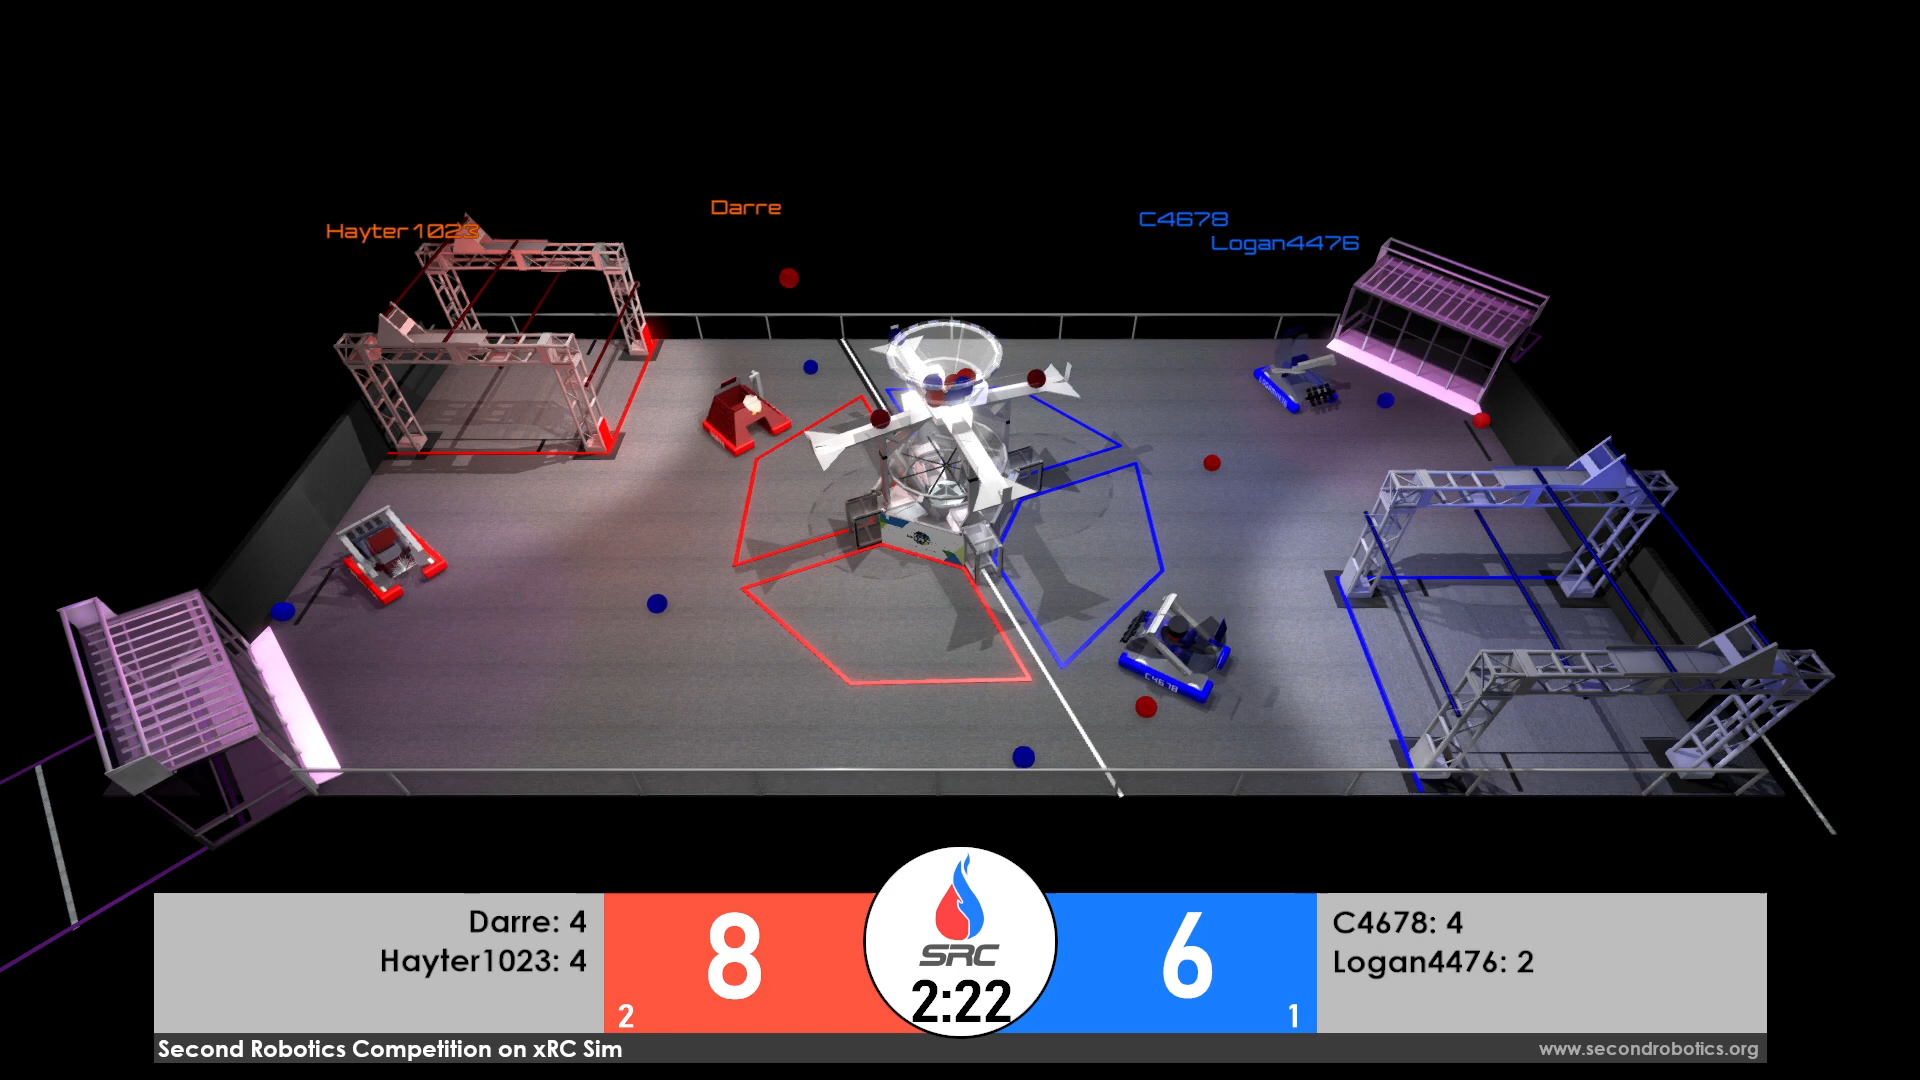 Darre
Hayter1023
C4678
Logan4476
C4678
Darre: 4
Hayter1023: 4
8
2
SRC
2:22
6
1
C4678: 4
Logan4476: 2
Second Robotics Competition on xRC Sim
www.secondrobotics.org